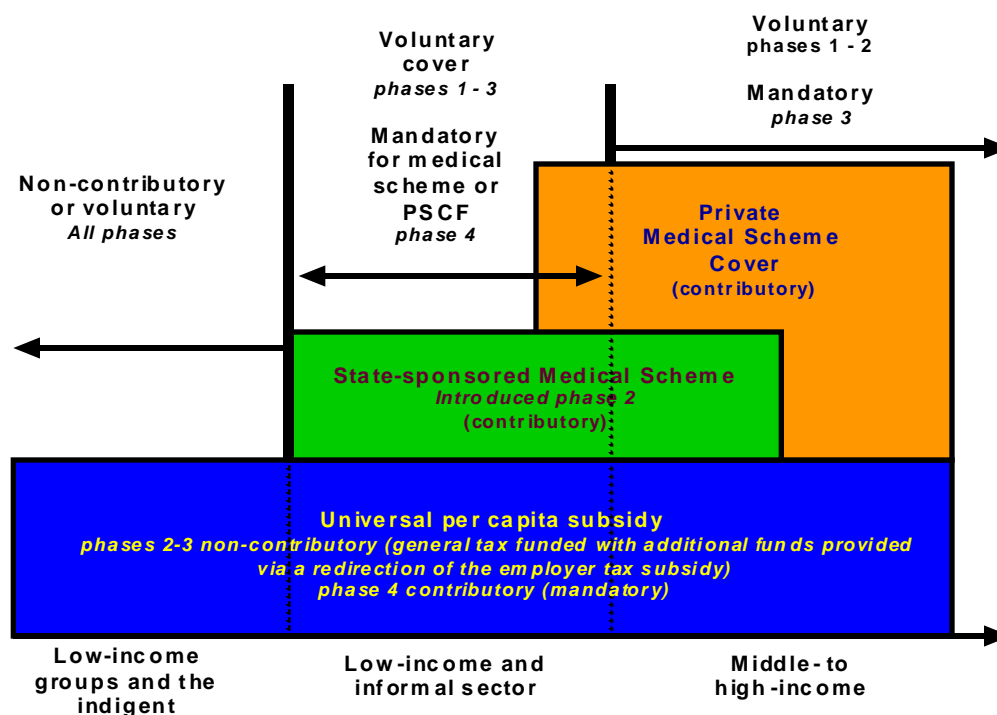 Non-contributory
or voluntary
All phases
Voluntary
cover
phases 1 - 3
Mandatory
for medical
scheme or
PSCF
phase 4
Voluntary
phases 1 - 2
Mandatory
phase 3
Private
Medical Scheme
Cover
(contributory)
State-sponsored Medical Scheme
Introduced phase 2
(contributory)
Universal per capita subsidy
phases 2-3 non-contributory (general tax funded with additional funds provided
via a redirection of the employer tax subsidy)
phase 4 contributory (mandatory)
Low-income
groups and the
indigent
Low-income and
informal sector
Middle- to
high-income